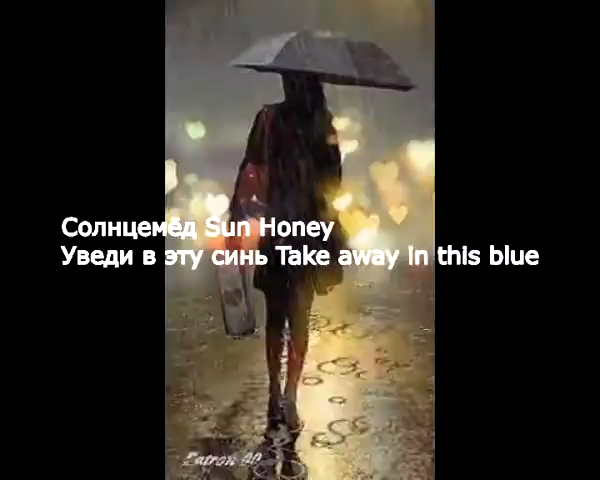 Солнцемёд Sun Honey
Уведи в эту синь Take away in this blue